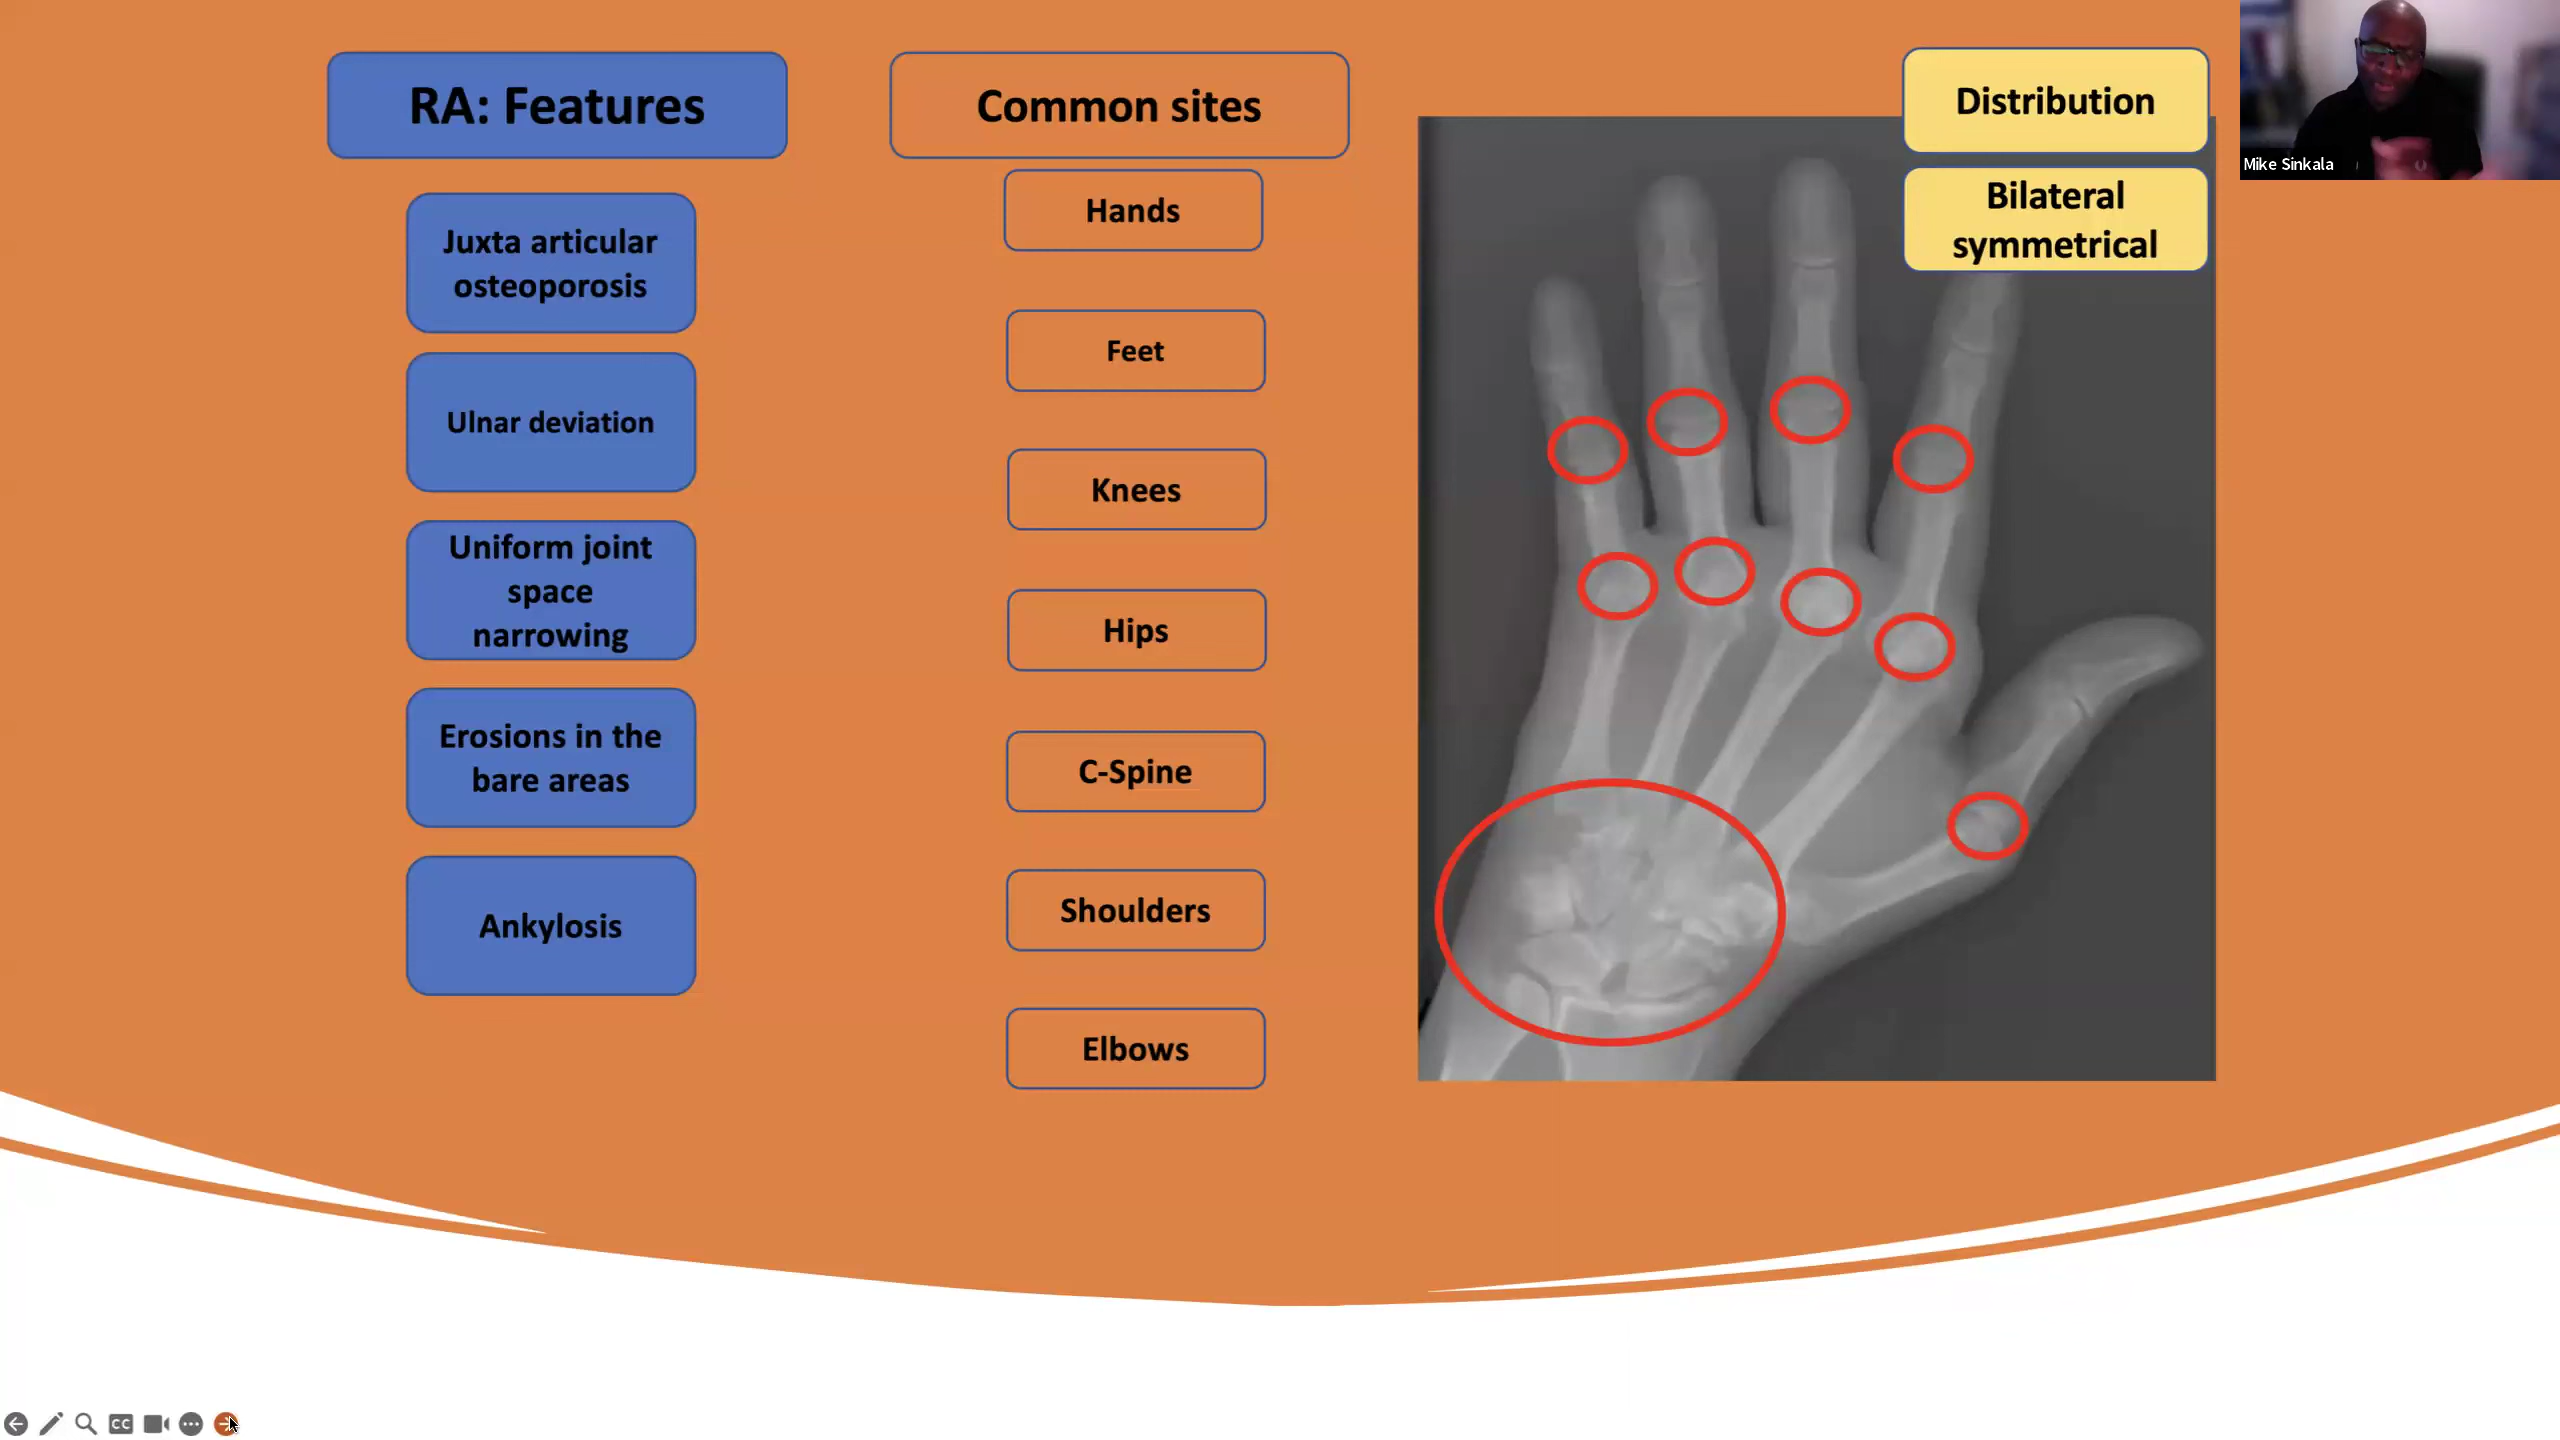 RA: Features
Juxta articular
osteoporosis
Ulnar deviation
Uniform joint
space
narrowing
Erosions in the
bare areas
Ankylosis
Common sites
Hands
Feet
Knees
Hips
C-Spine
Shoulders
Elbows
Distribution
Bilateral
symmetrical
Mike Sinkala
CC